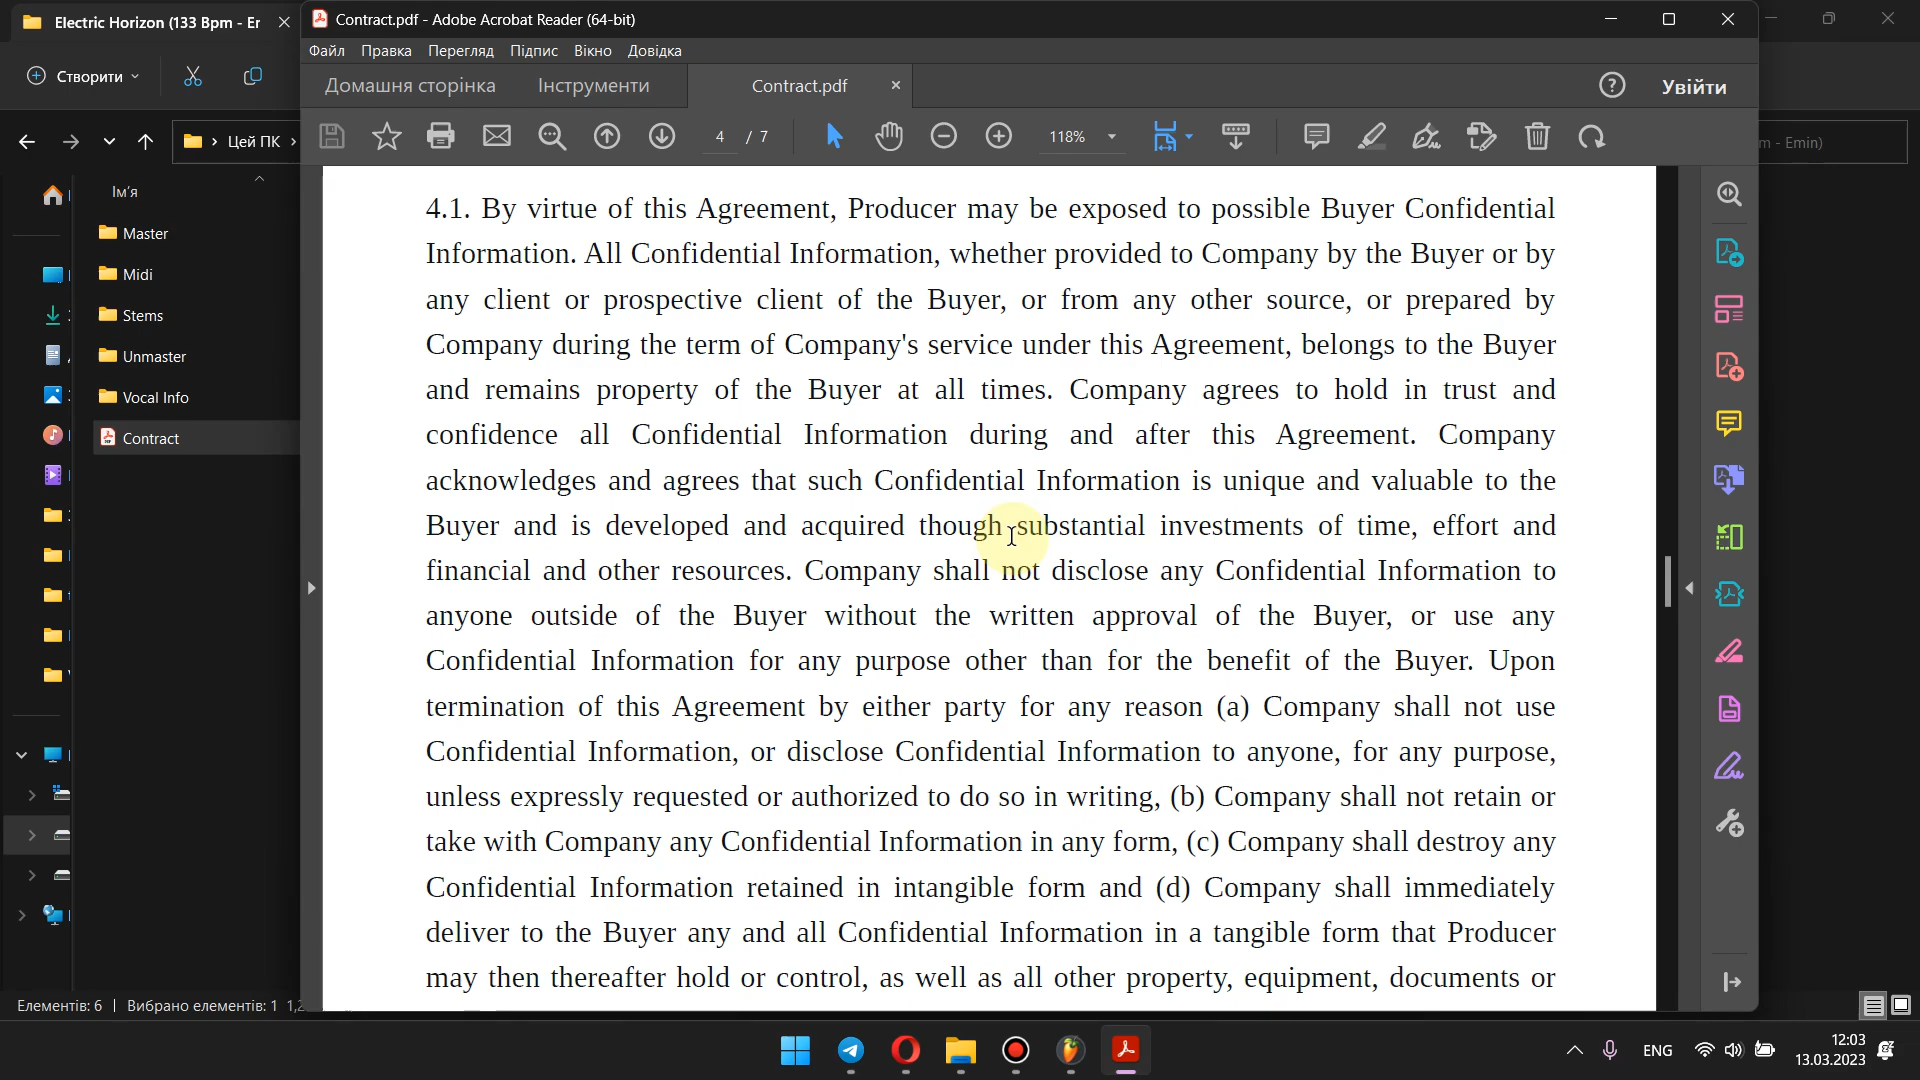 Electric Horizon (133 Bpm - Er
Contract.pdf - Adobe Acrobat Reader (64-bit)
Файл Правка Перегляд Підпис Вікно Довідка
Створити
Домашня сторінка Інструменти Contract.pdf Увійти
Цей ПК
4 / 7
118%
m - Emin)
Ім'я
Master
Midi
Stems
Unmaster
Vocal Info
Contract
4.1. By virtue of this Agreement, Producer may be exposed to possible Buyer Confidential
Information. All Confidential Information, whether provided to Company by the Buyer or by
any client or prospective client of the Buyer, or from any other source, or prepared by
Company during the term of Company's service under this Agreement, belongs to the Buyer
and remains property of the Buyer at all times. Company agrees to hold in trust and
confidence all Confidential Information during and after this Agreement. Company
acknowledges and agrees that such Confidential Information is unique and valuable to the
Buyer and is developed and acquired though substantial investments of time, effort and
financial and other resources. Company shall not disclose any Confidential Information to
anyone outside of the Buyer without the written approval of the Buyer, or use any
Confidential Information for any purpose other than for the benefit of the Buyer. Upon
termination of this Agreement by either party for any reason (a) Company shall not use
Confidential Information, or disclose Confidential Information to anyone, for any purpose,
unless expressly requested or authorized to do so in writing, (b) Company shall not retain or
take with Company any Confidential Information in any form, (c) Company shall destroy any
Confidential Information retained in intangible form and (d) Company shall immediately
deliver to the Buyer any and all Confidential Information in a tangible form that Producer
may then thereafter hold or control, as well as all other property, equipment, documents or
Елементів: 6 Вибрано елементів: 1 1,2
ENG
12:03
13.03.2023